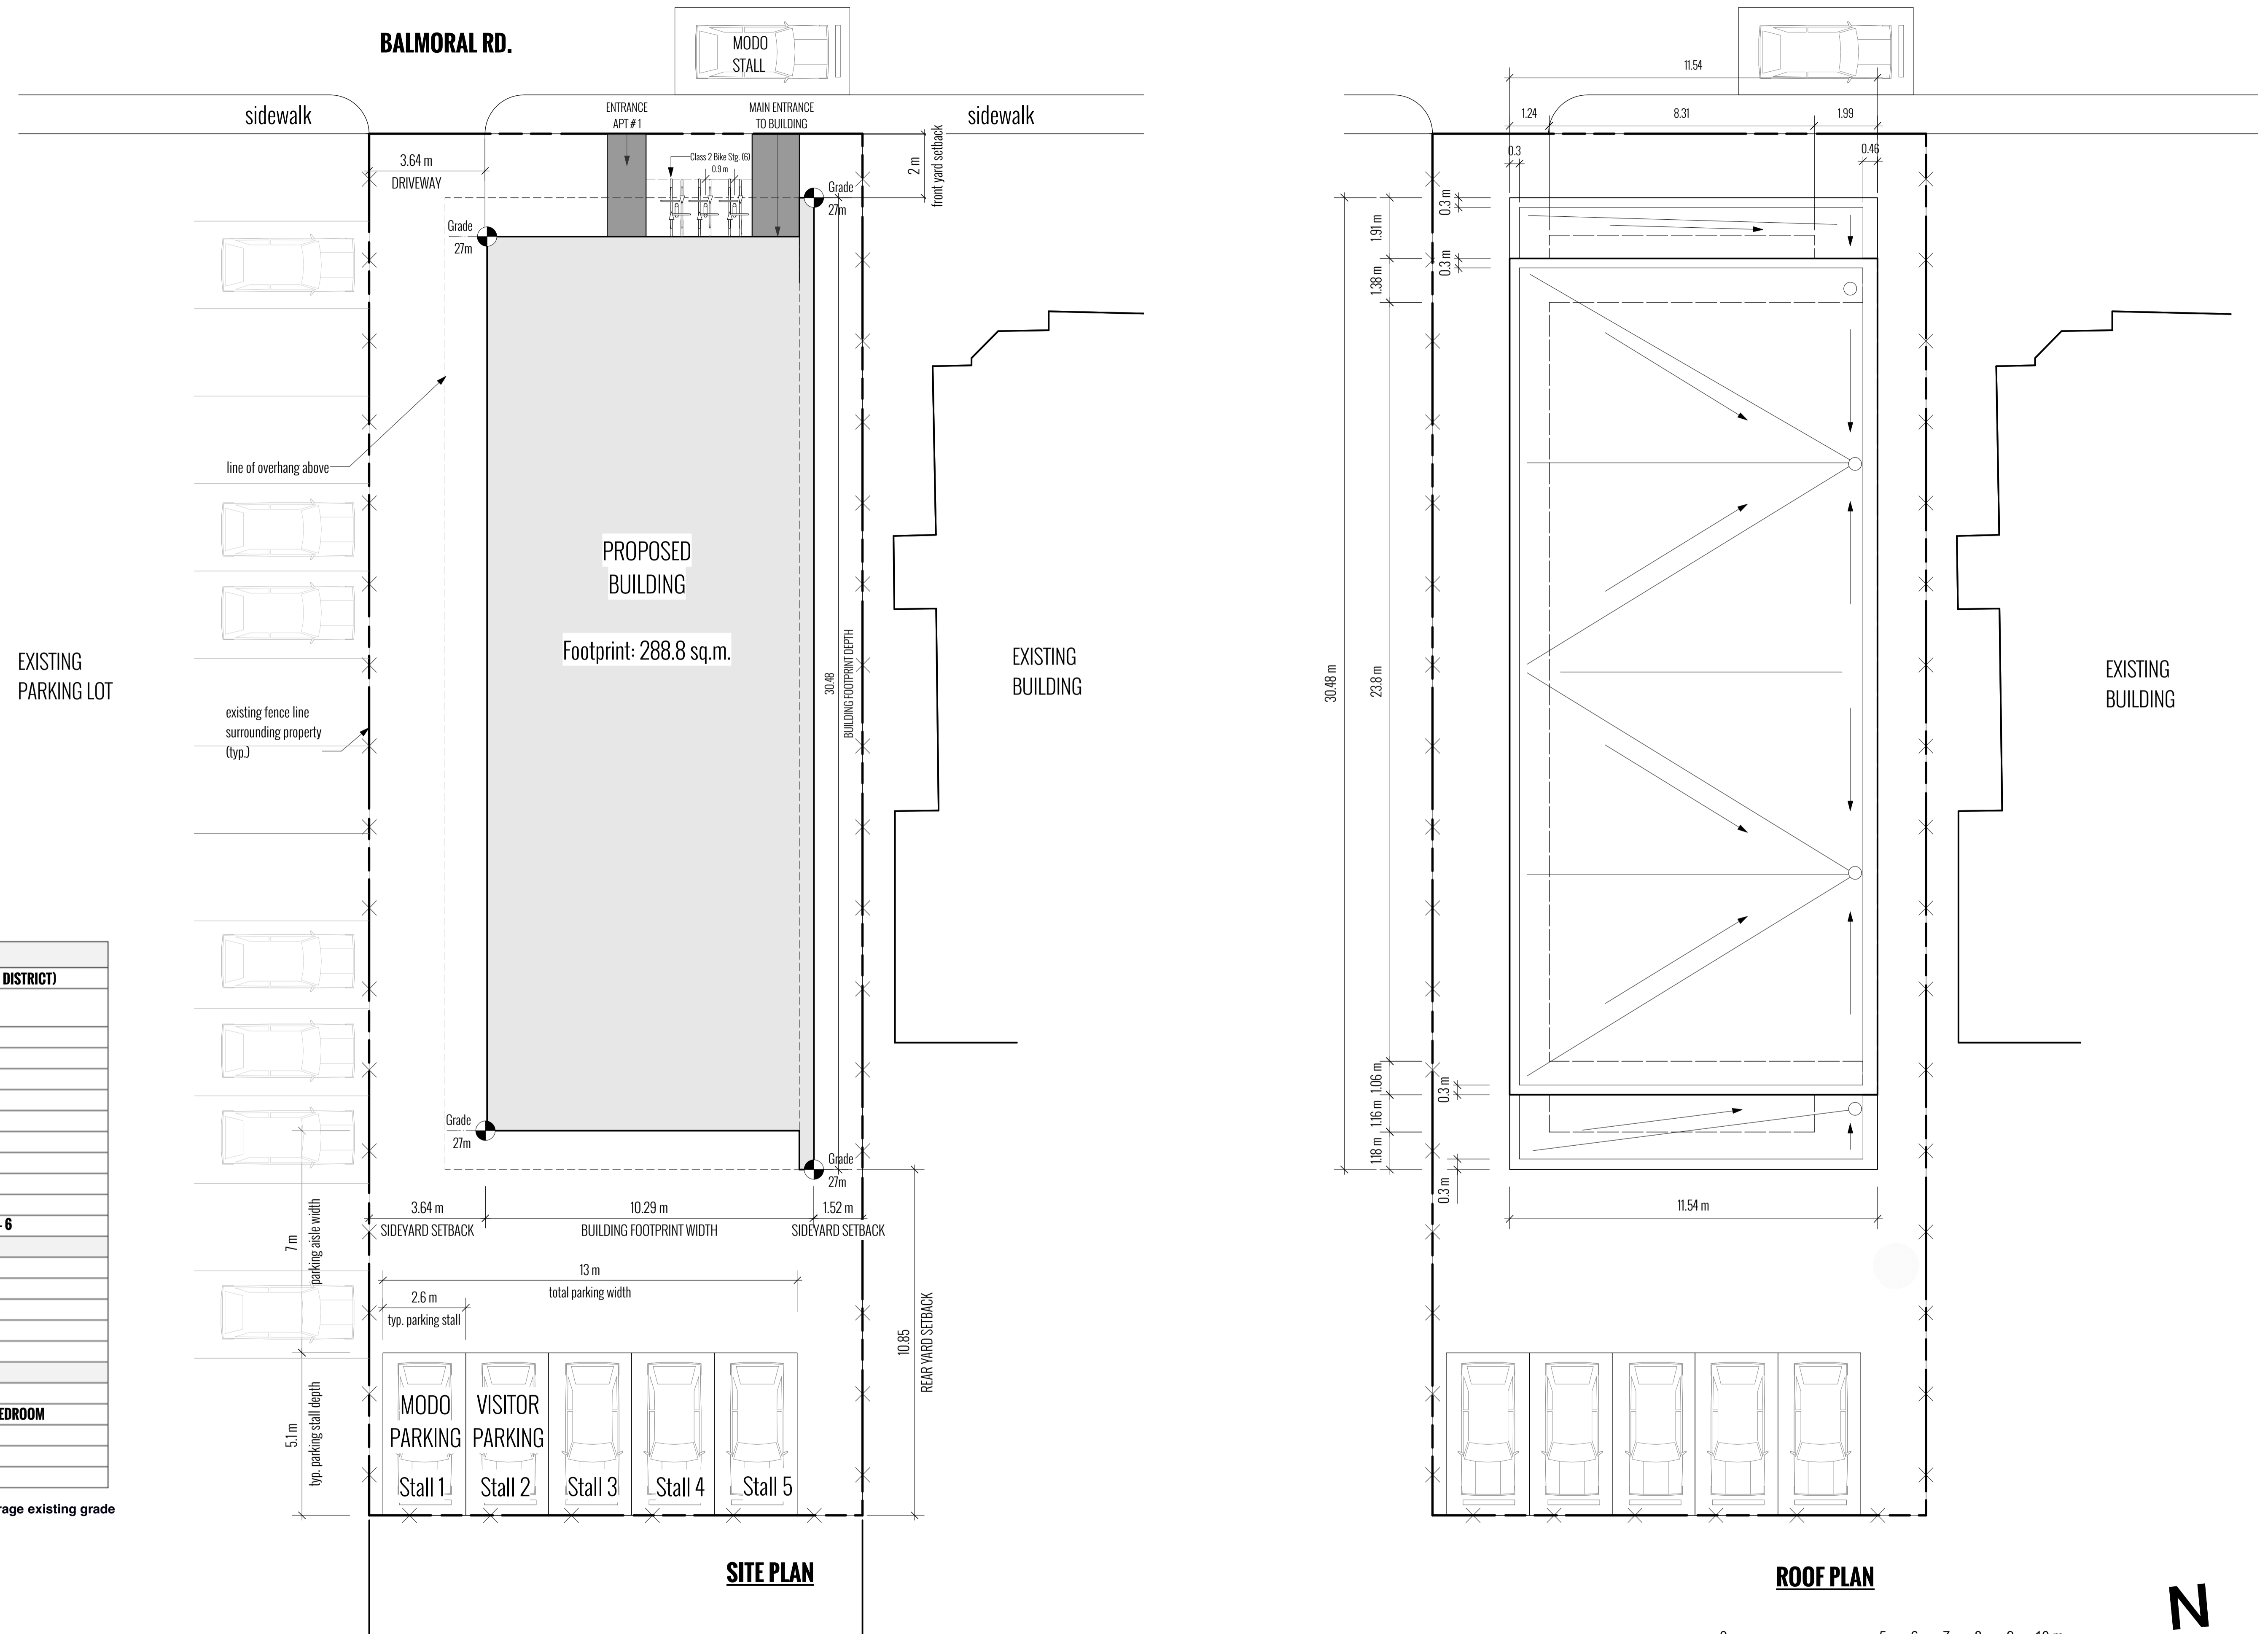 BALMORAL RD.
MODO
STALL
sidewalk
ENTRANCE
APT # 1
MAIN ENTRANCE
TO BUILDING
sidewalk
3.64 m
DRIVEWAY
Class 2 Bike Stg. (6)
0.9 m
2 m
front yard setback
Grade
27m
Grade
27m
line of overhang above
PROPOSED
BUILDING
Footprint: 288.8 sq.m.
30.48
BUILDING FOOTPRINT DEPTH
EXISTING
PARKING LOT
EXISTING
BUILDING
existing fence line
surrounding property
(typ.)
DISTRICT)
- 6
EDROOM
rage existing grade
Grade
27m
Grade
27m
3.64 m
SIDEYARD SETBACK
10.29 m
BUILDING FOOTPRINT WIDTH
1.52 m
SIDEYARD SETBACK
7 m
parking aisle width
13 m
total parking width
2.6 m
typ. parking stall
10.85
REAR YARD SETBACK
5.1 m
typ. parking stall depth
MODO
PARKING
Stall 1
VISITOR
PARKING
Stall 2
Stall 3
Stall 4
Stall 5
SITE PLAN
11.54
1.24
8.31
1.99
0.3
0.46
0.3 m
1.91 m
0.3 m
1.38 m
30.48 m
23.8 m
EXISTING
BUILDING
1.06 m
0.3 m
1.16 m
1.18 m
0.3 m
11.54 m
ROOF PLAN
N